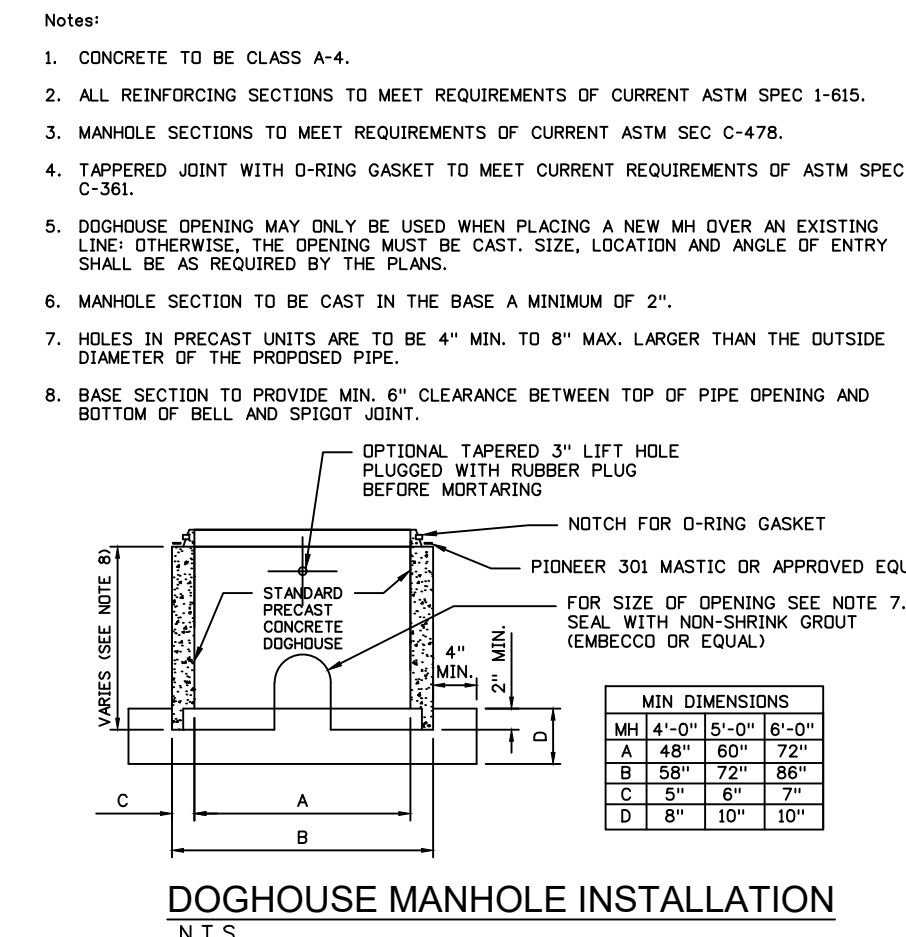 Notes:
1. CONCRETE TO BE CLASS A-4.
2. ALL REINFORCING SECTIONS TO MEET REQUIREMENTS OF CURRENT ASTM SPEC 1-615.
3. MANHOLE SECTIONS TO MEET REQUIREMENTS OF CURRENT ASTM SEC C-478.
4. TAPPERED JOINT WITH O-RING GASKET TO MEET CURRENT REQUIREMENTS OF ASTM SPEC
C-361.
5. DOGHOUSE OPENING MAY ONLY BE USED WHEN PLACING A NEW MH OVER AN EXISTING
LINE: OTHERWISE, THE OPENING MUST BE CAST. SIZE, LOCATION AND ANGLE OF ENTRY
SHALL BE AS REQUIRED BY THE PLANS.
6. MANHOLE SECTION TO BE CAST IN THE BASE A MINIMUM OF 2".
7. HOLES IN PRECAST UNITS ARE TO BE 4" MIN. TO 8" MAX. LARGER THAN THE OUTSIDE
DIAMETER OF THE PROPOSED PIPE.
8. BASE SECTION TO PROVIDE MIN. 6" CLEARANCE BETWEEN TOP OF PIPE OPENING AND
BOTTOM OF BELL AND SPIGOT JOINT.
OPTIONAL TAPERED 3" LIFT HOLE
PLUGGED WITH RUBBER PLUG
BEFORE MORTARING
NOTCH FOR O-RING GASKET
PIONEER 301 MASTIC OR APPROVED EQU
FOR SIZE OF OPENING SEE NOTE 7.
SEAL WITH NON-SHRINK GROUT
(EMBECCO OR EQUAL)
STANDARD
PRECAST
CONCRETE
DOGHOUSE
VARIES (SEE NOTE 8)
4"
MIN.
2" MIN.
D
C
A
B
MIN DIMENSIONS
MH 4'-0" 5'-0" 6'-0"
A 48" 60" 72"
B 58" 72" 86"
C 5" 6" 7"
D 8" 10" 10"
DOGHOUSE MANHOLE INSTALLATION
N.T.S.